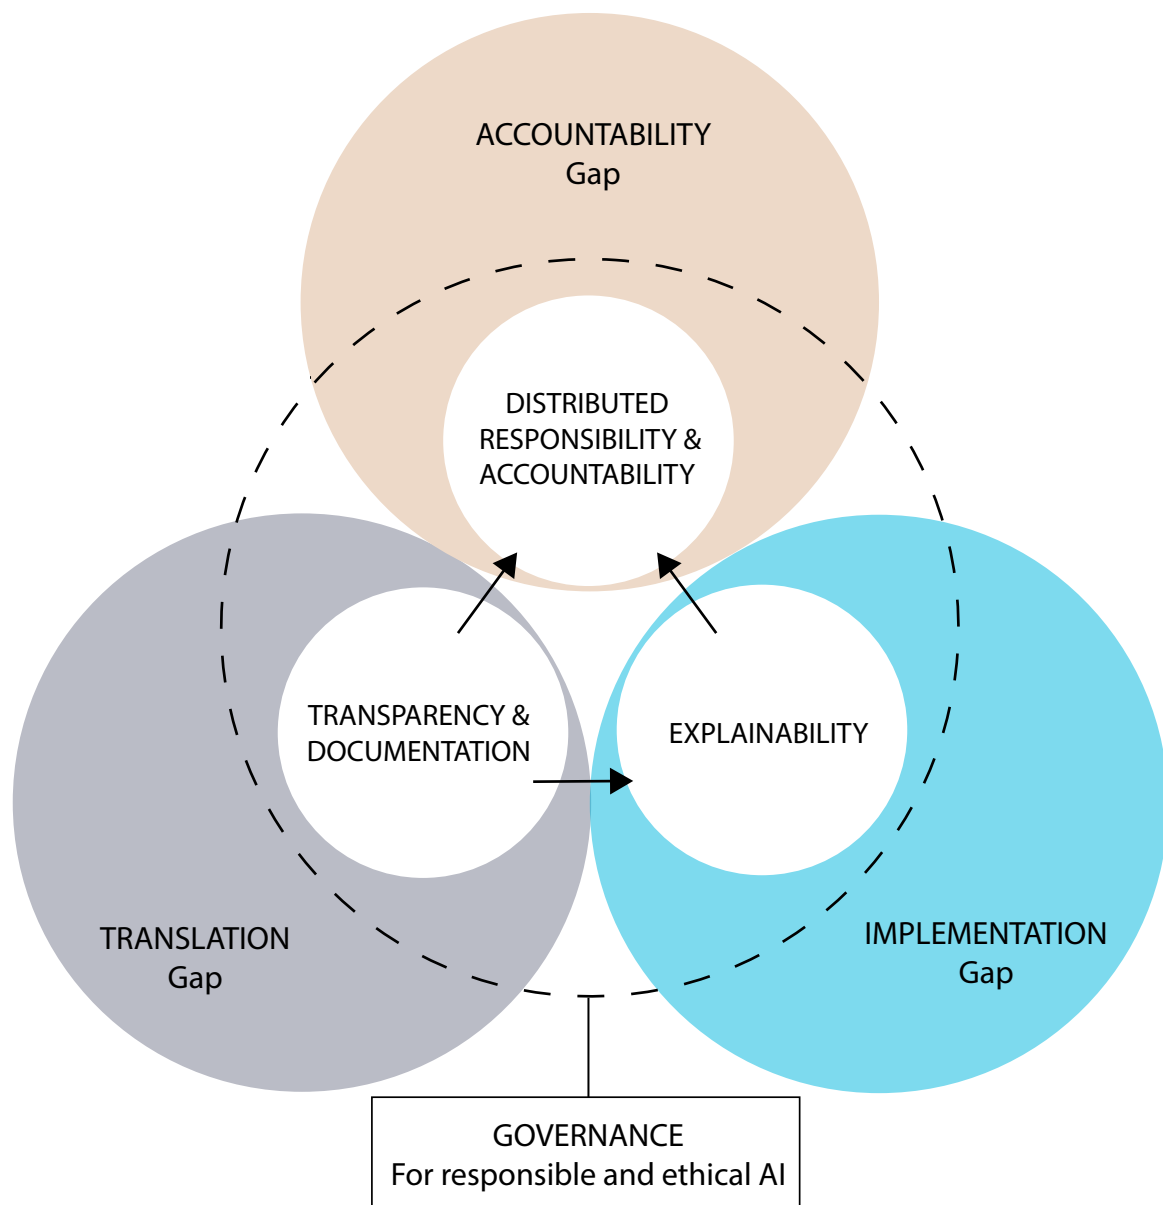 ACCOUNTABILITY
Gap
DISTRIBUTED
RESPONSIBILITY &
ACCOUNTABILITY
TRANSPARENCY &
DOCUMENTATION
EXPLAINABILITY
TRANSLATION
Gap
IMPLEMENTATION
Gap
GOVERNANCE
For responsible and ethical AI